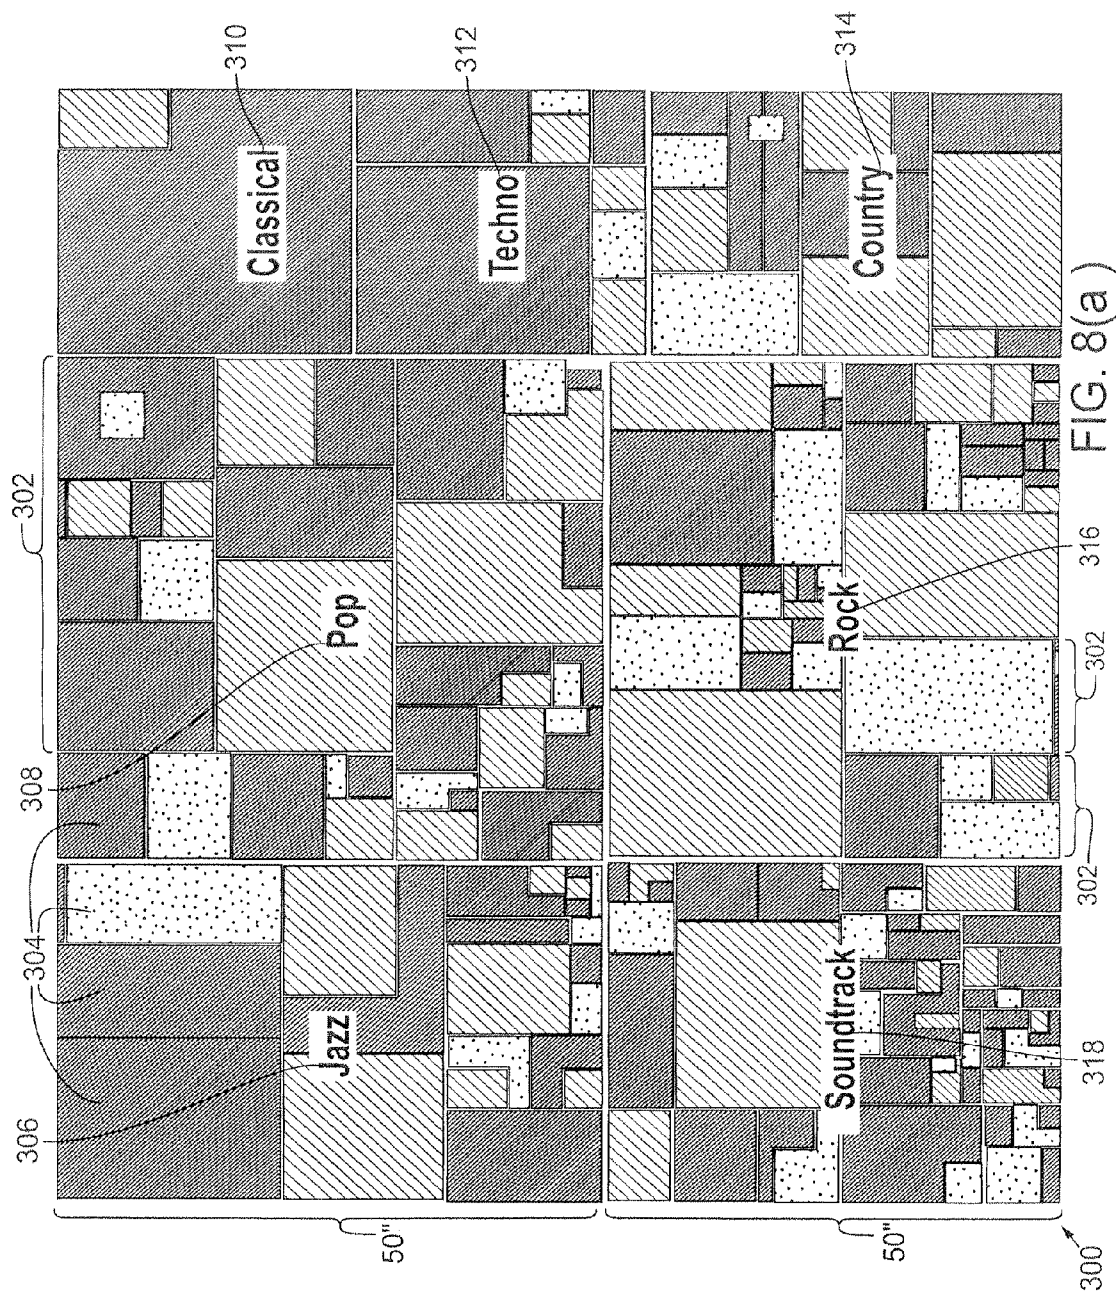 306 304 308 302
310
Classical
Jazz Pop
50"
312
Techno
314
Soundtrack Rock
Country
50"
302 302
300 318 316 FIG. 8(a)